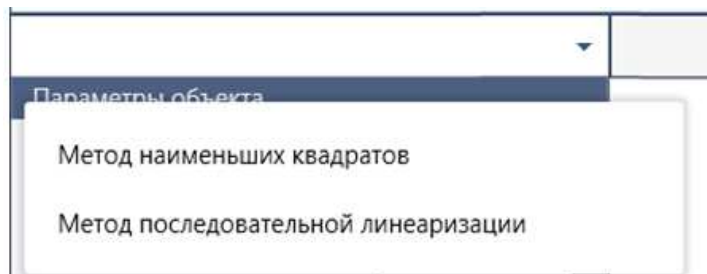 Параметры объекта
Метод наименьших квадратов
Метод последовательной линеаризации